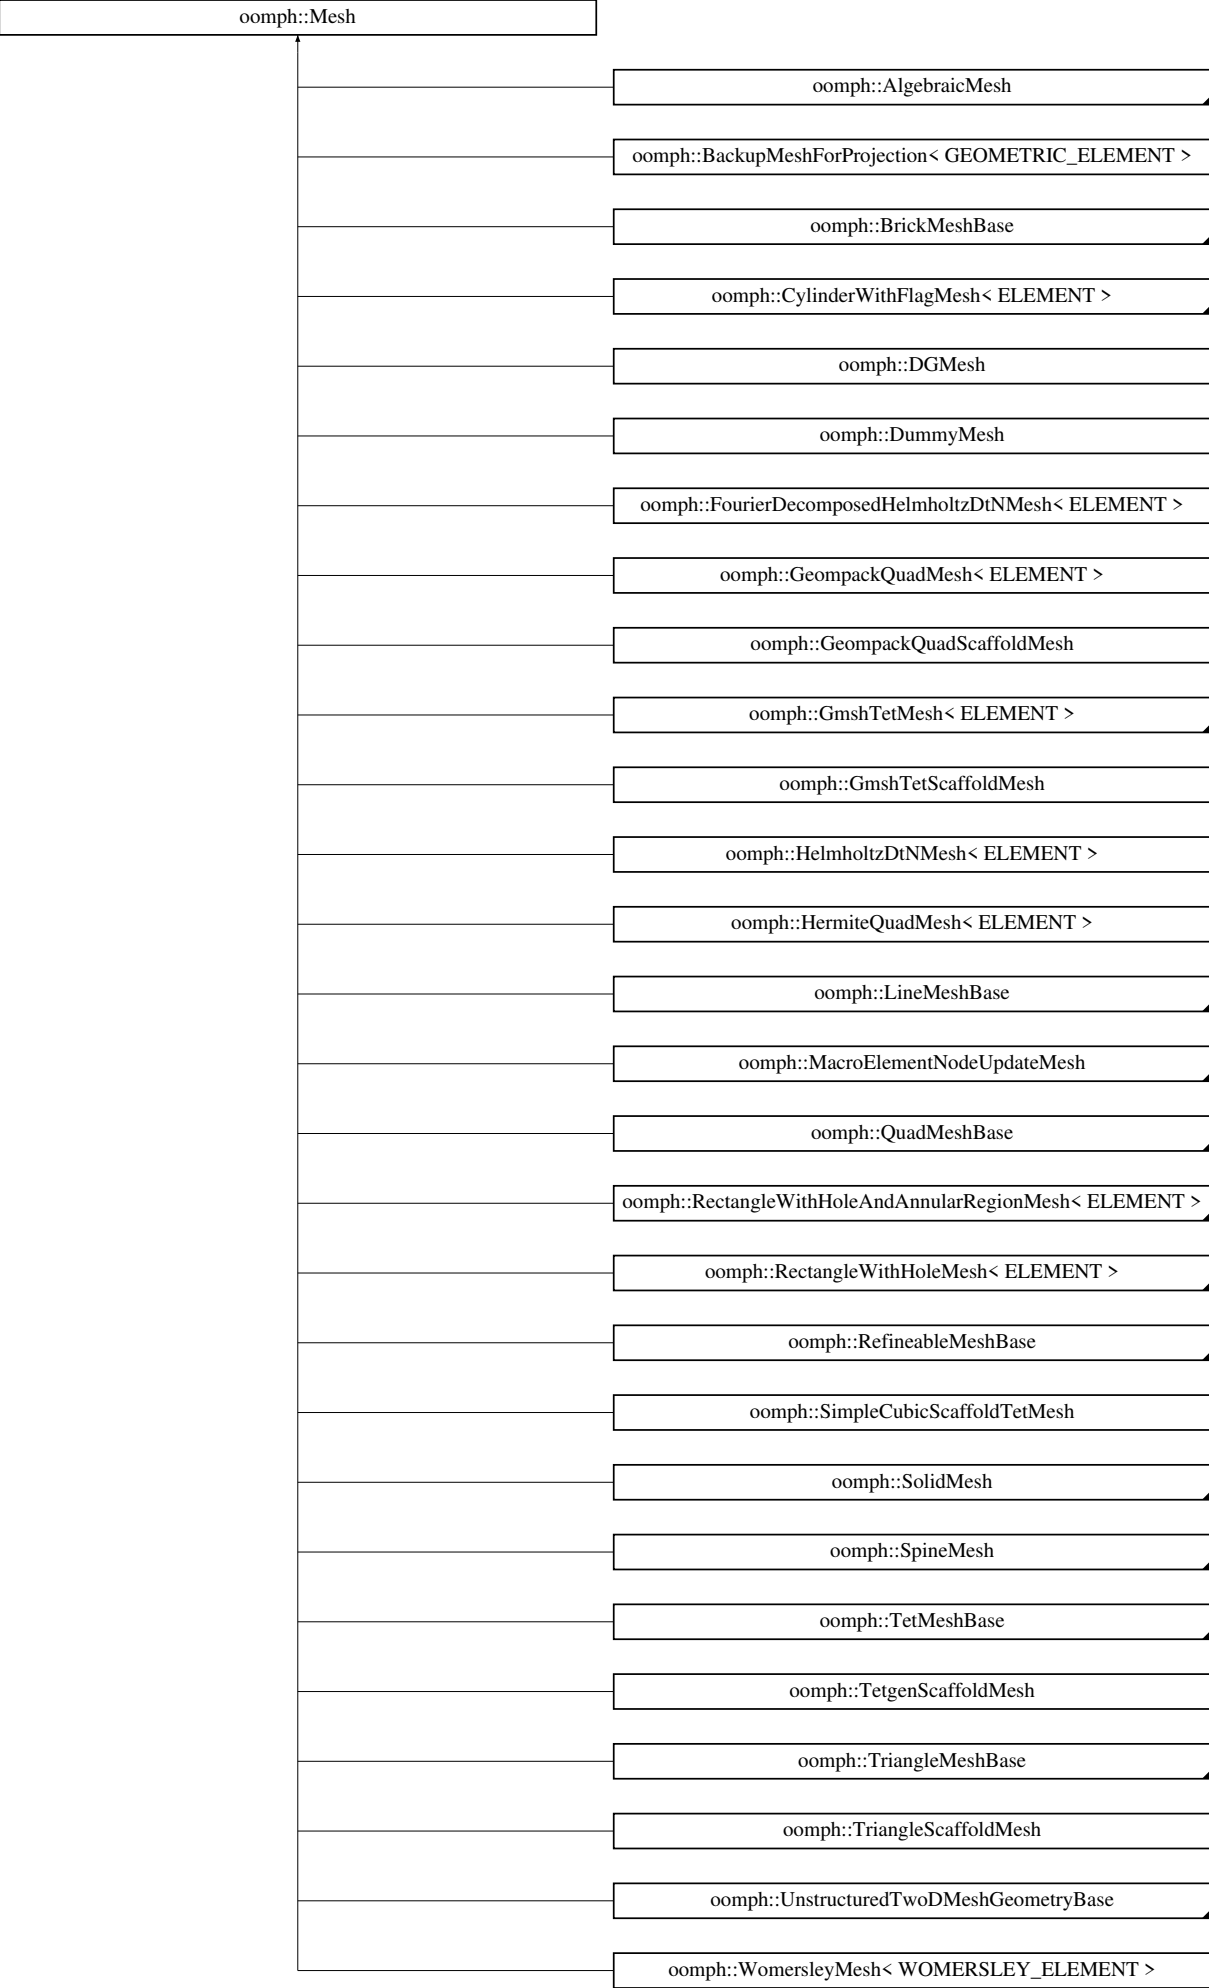 oomph::Mesh
oomph::AlgebraicMesh
oomph::BackupMeshForProjection< GEOMETRIC_ELEMENT >
oomph::BrickMeshBase
oomph::CylinderWithFlagMesh< ELEMENT >
oomph::DGMesh
oomph::DummyMesh
oomph::FourierDecomposedHelmholtzDtNMesh< ELEMENT >
oomph::GeompackQuadMesh< ELEMENT >
oomph::GeompackQuadScaffoldMesh
oomph::GmshTetMesh< ELEMENT >
oomph::GmshTetScaffoldMesh
oomph::HelmholtzDtNMesh< ELEMENT >
oomph::HermiteQuadMesh< ELEMENT >
oomph::LineMeshBase
oomph::MacroElementNodeUpdateMesh
oomph::QuadMeshBase
oomph::RectangleWithHoleAndAnnularRegionMesh< ELEMENT >
oomph::RectangleWithHoleMesh< ELEMENT >
oomph::RefineableMeshBase
oomph::SimpleCubicScaffoldTetMesh
oomph::SolidMesh
oomph::SpineMesh
oomph::TetMeshBase
oomph::TetgenScaffoldMesh
oomph::TriangleMeshBase
oomph::TriangleScaffoldMesh
oomph::UnstructuredTwoDMeshGeometryBase
oomph::WomersleyMesh< WOMERSLEY_ELEMENT >